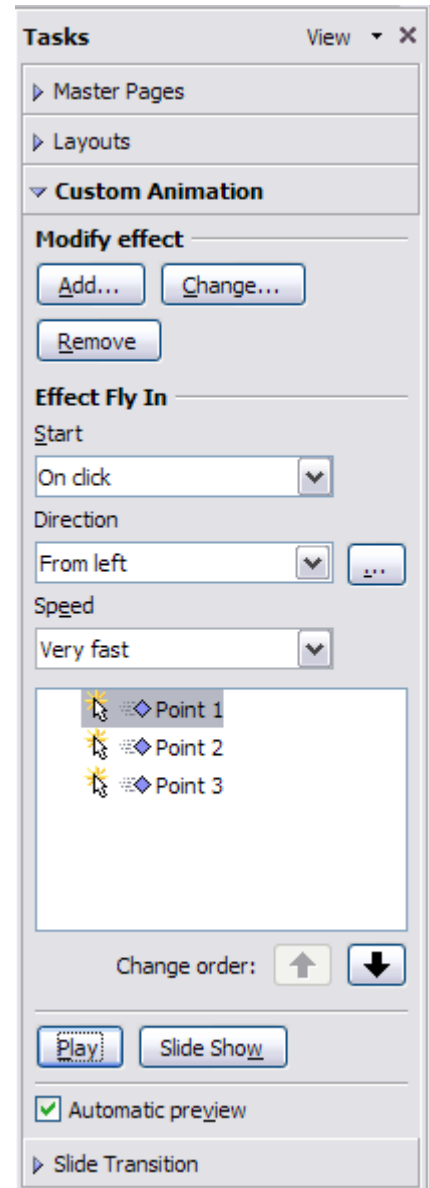 Tasks View
Master Pages
Layouts
Custom Animation
Modify effect
Add... Change...
Remove
Effect Fly In
Start
On click
Direction
From left ...
Speed
Very fast
Point 1
Point 2
Point 3
Change order:
Play Slide Show
Automatic preview
Slide Transition